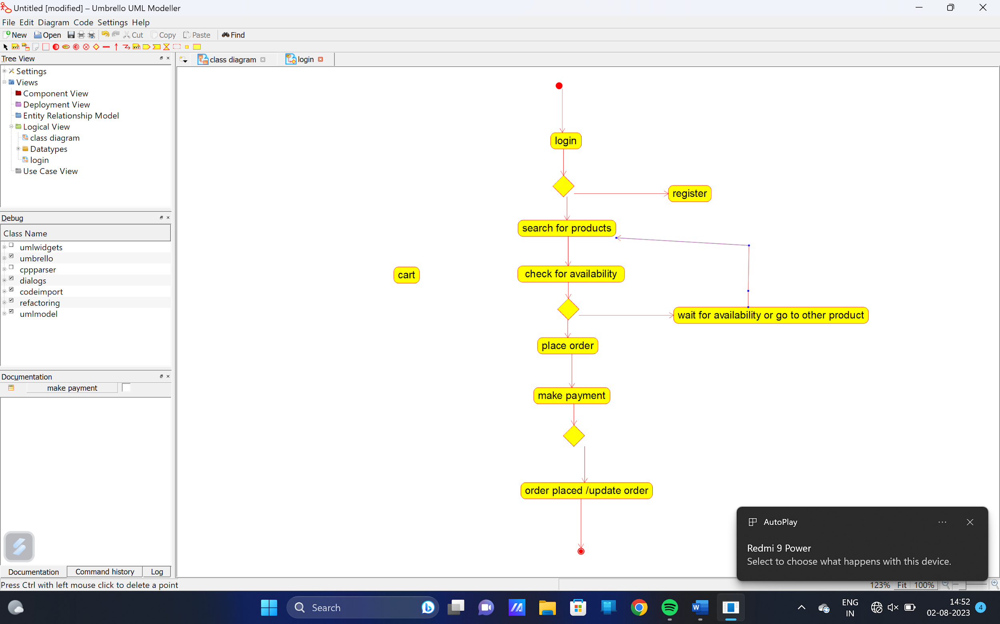 Untitled [modified] – Umbrello UML Modeller
File Edit Diagram Code Settings Help
New Open Cut Copy Paste Find
Tree View
class diagram login
Settings
Views
Component View
Deployment View
Entity Relationship Model
Logical View
class diagram
Datatypes
login
Use Case View
Debug
Class Name
umlwidgets
umbrello
cppparser
dialogs
codeimport
refactoring
umlmodel
Documentation
make payment
login
register
search for products
cart
check for availability
wait for availability or go to other product
place order
make payment
order placed /update order
AutoPlay
Redmi 9 Power
Select to choose what happens with this device.
Documentation Command history Log
Press Ctrl with left mouse click to delete a point
123% Fit 100%
Search
ENG
IN
14:52
02-08-2023
4